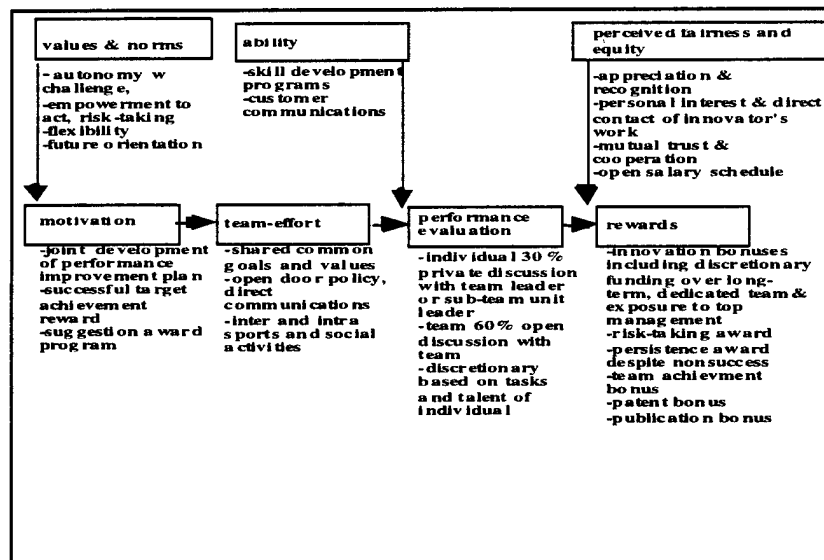 values & norms
- autonomy w
challenge,
-empowerment to
act, risk-taking
-flexibility
-future orientation
ability
-skill development
programs
-customer
communications
perceived fairness and
equity
-appreciation &
recognition
-personal interest & direct
contact of innovator's
work
-mutual trust &
cooperation
-open salary schedule
motivation
-joint development
of performance
improvement plan
-successful target
achievement
reward
-suggestion award
program
team-effort
-shared common
goals and values
-open door policy,
direct
communications
-inter and intra
sports and social
activities
performance
evaluation
-individual 30 %
private discussion
with team leader
or sub-team unit
leader
-team 60% open
discussion with
team
-discretionary
based on tasks
and talent of
individual
rewards
-innovation bonuses
including discretionary
funding over long-
term, dedicated team &
exposure to top
management
-risk-taking award
-persistence award
despite nonsuccess
-team achievment
bonus
-patent bonus
-publication bonus